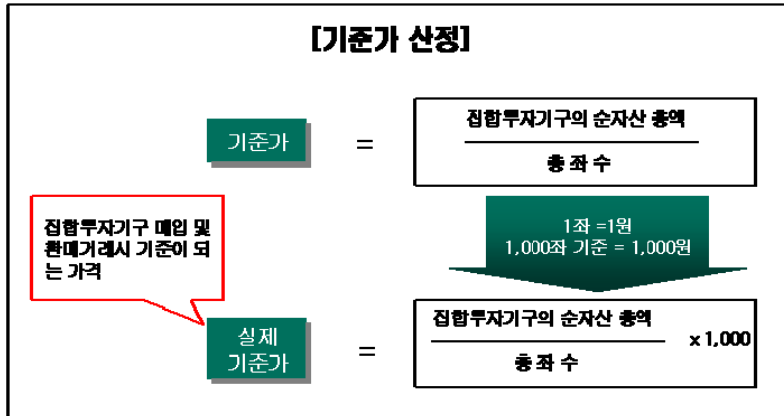 [기준가 산정]
기준가
=
집합투자기구의 순자산 총액
총 좌 수
집합투자기구 매입 및
환매거래시 기준이 되
는 가격
1좌 =1원
1,000좌 기준 = 1,000원
실제
기준가
=
집합투자기구의 순자산 총액
총 좌 수
x 1,000